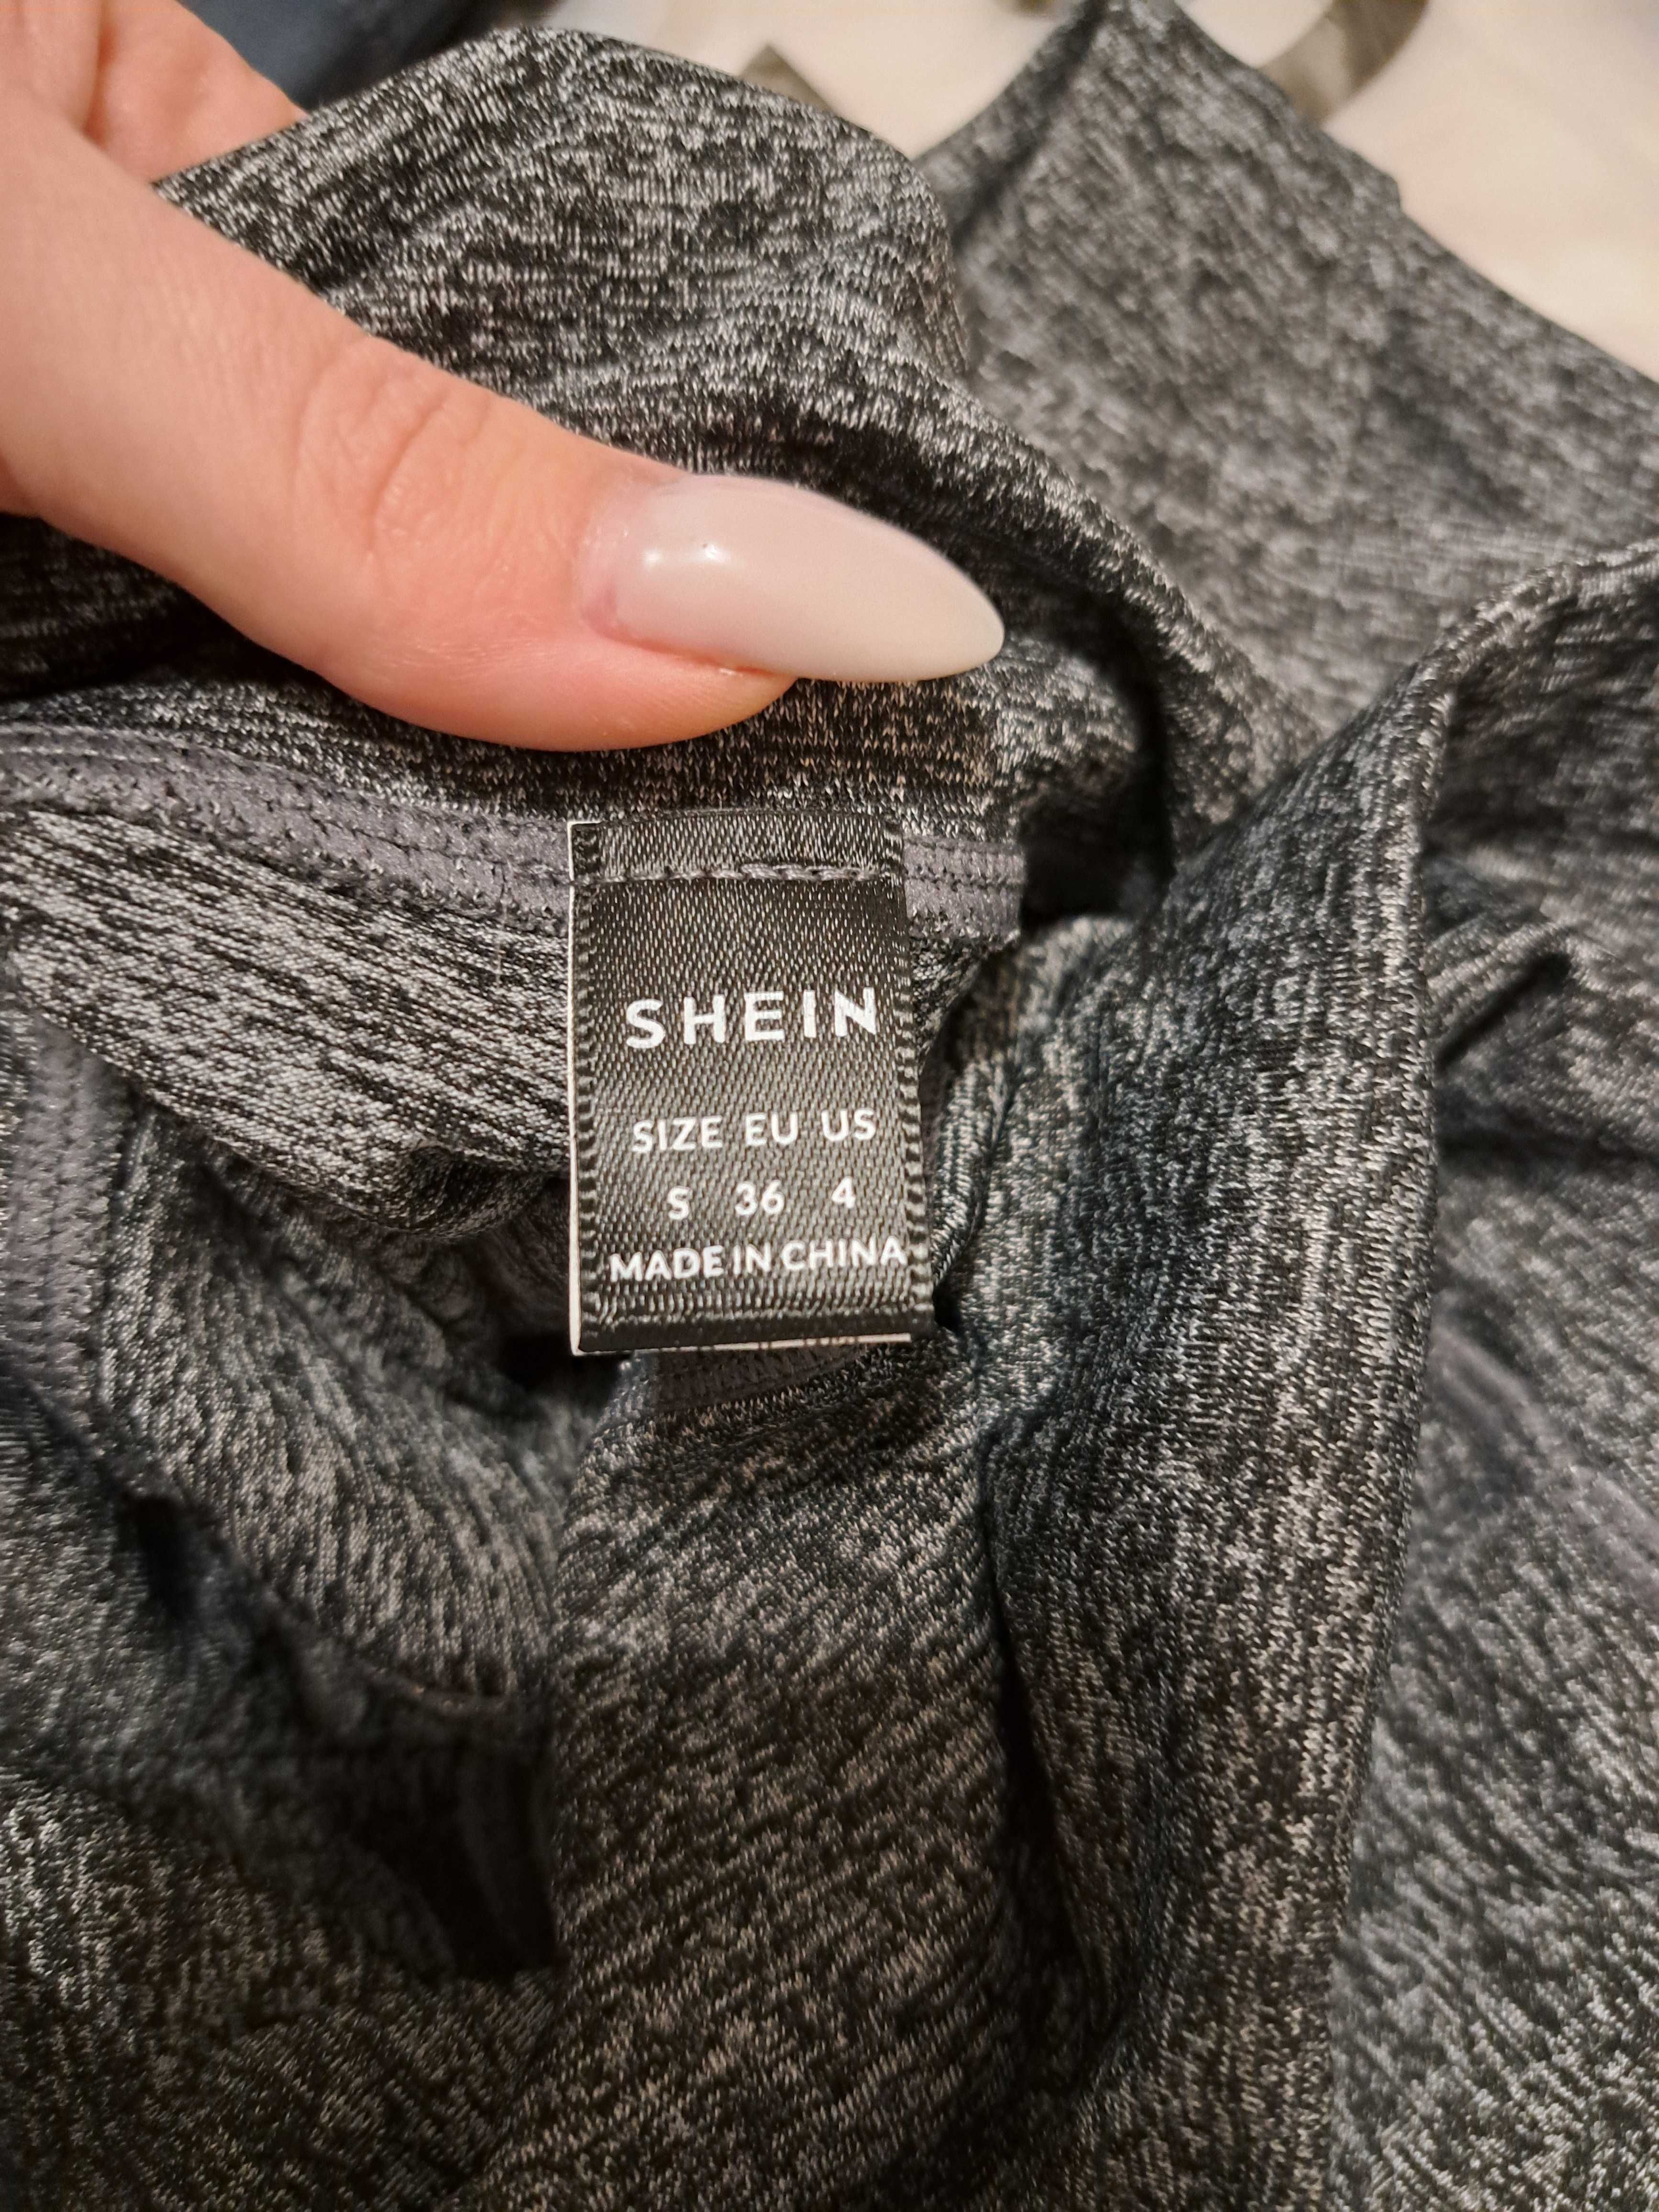 SHEIN
SIZE EU US
S 36 4
MADE IN CHINA